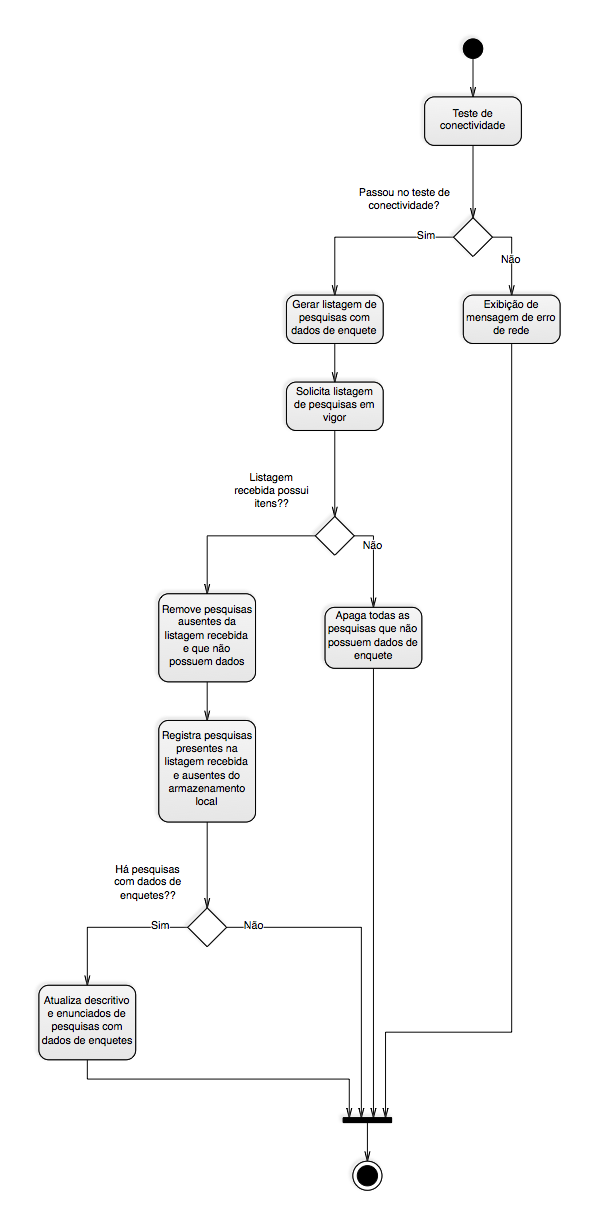 Teste de
conectividade
Passou no teste de
conectividade?
Sim
Não
Gerar listagem de
pesquisas com
dados de enquete
Exibição de
mensagem de erro
de rede
Solicita listagem
de pesquisas em
vigor
Listagem
recebida possui
itens??
Não
Remove pesquisas
ausentes da
listagem recebida
e que não
possuem dados
Apaga todas as
pesquisas que não
possuem dados de
enquete
Registra pesquisas
presentes na
listagem recebida
e ausentes do
armazenamento
local
Há pesquisas
com dados de
enquetes??
Sim
Não
Atualiza descritivo
e enunciados de
pesquisas com
dados de enquetes